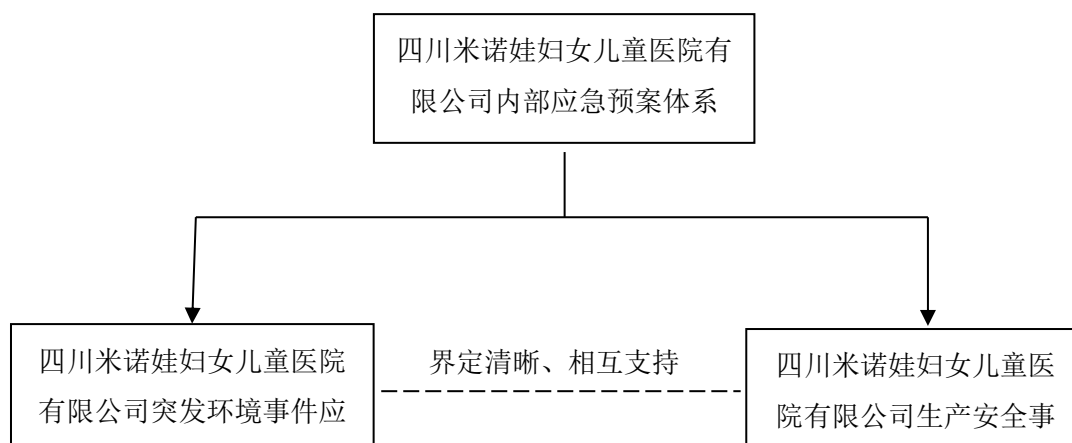 四川米诺娃妇女儿童医院有
限公司内部应急预案体系
界定清晰、相互支持
四川米诺娃妇女儿童医院
有限公司突发环境事件应
四川米诺娃妇女儿童医
院有限公司生产安全事